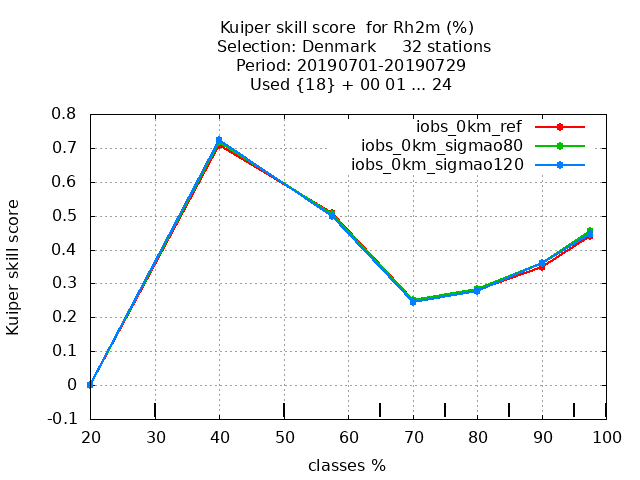 Kuiper skill score  for Rh2m (%)
Selection: Denmark     32 stations
Period: 20190701-20190729
Used {18} + 00 01 ... 24
iobs_0km_ref
iobs_0km_sigmao80
iobs_0km_sigmao120
0.8
0.7
0.6
0.5
0.4
0.3
0.2
0.1
0
-0.1
Kuiper skill score
20 30 40 50 60 70 80 90 100
classes %